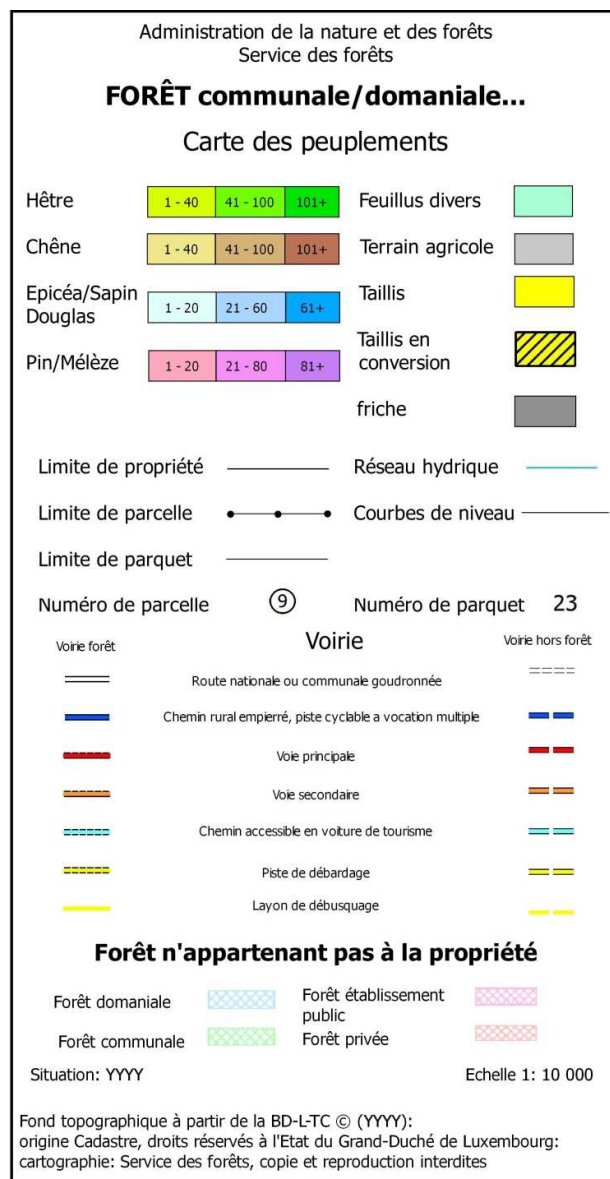 Administration de la nature et des forêts
Service des forêts
FORÊT communale/domaniale...
Carte des peuplements
Hêtre 1 - 40 41 - 100 101+ Feuillus divers
Chêne 1 - 40 41 - 100 101+ Terrain agricole
Epicéa/Sapin
Douglas 1 - 20 21 - 60 61+ Taillis
Pin/Mélèze 1 - 20 21 - 80 81+ Taillis en
conversion
friche
Limite de propriété Réseau hydrique
Limite de parcelle Courbes de niveau
Limite de parquet
Numéro de parcelle 9 Numéro de parquet 23
Voirie forêt Voirie Voirie hors forêt
Route nationale ou communale goudronnée
Chemin rural empierré, piste cyclable a vocation multiple
Voie principale
Voie secondaire
Chemin accessible en voiture de tourisme
Piste de débardage
Layon de débusquage
Forêt n'appartenant pas à la propriété
Forêt domaniale Forêt établissement
public
Forêt communale Forêt privée
Situation: YYYY Echelle 1: 10 000
Fond topographique à partir de la BD-L-TC © (YYYY):
origine Cadastre, droits réservés à l'Etat du Grand-Duché de Luxembourg:
cartographie: Service des forêts, copie et reproduction interdites